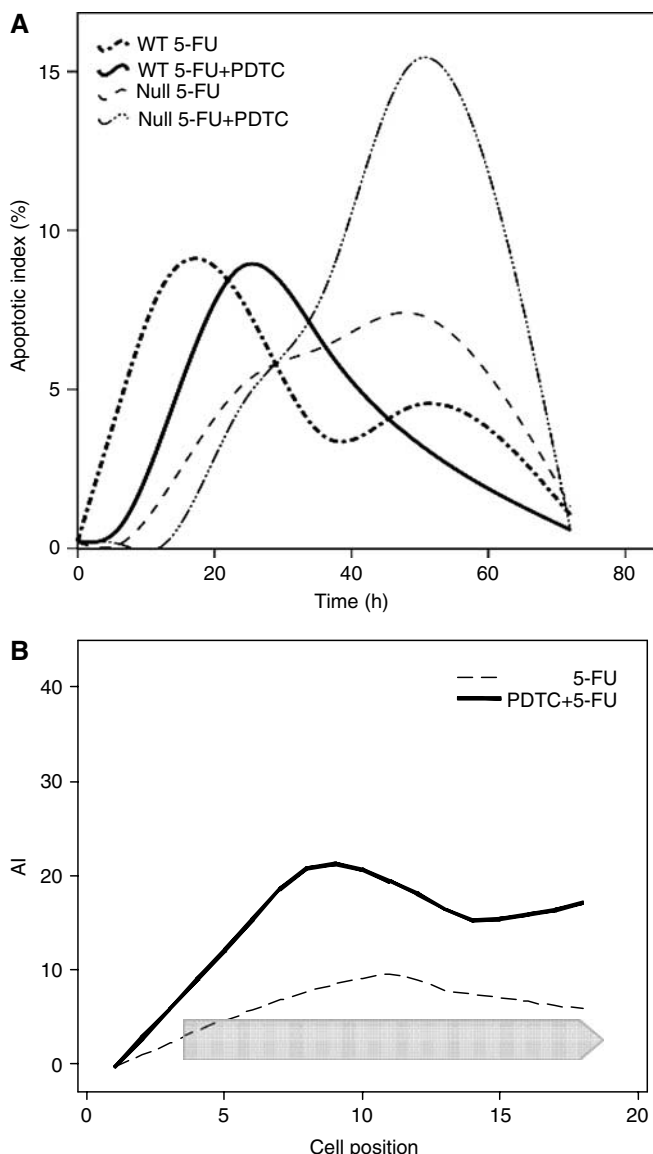 A
WT 5-FU
WT 5-FU+PDTC
Null 5-FU
Null 5-FU+PDTC
15
10
5
0
Apoptotic index (%)
0 20 40 60 80
Time (h)
B
5-FU
PDTC+5-FU
40
30
20
10
0
AI
0 5 10 15 20
Cell position